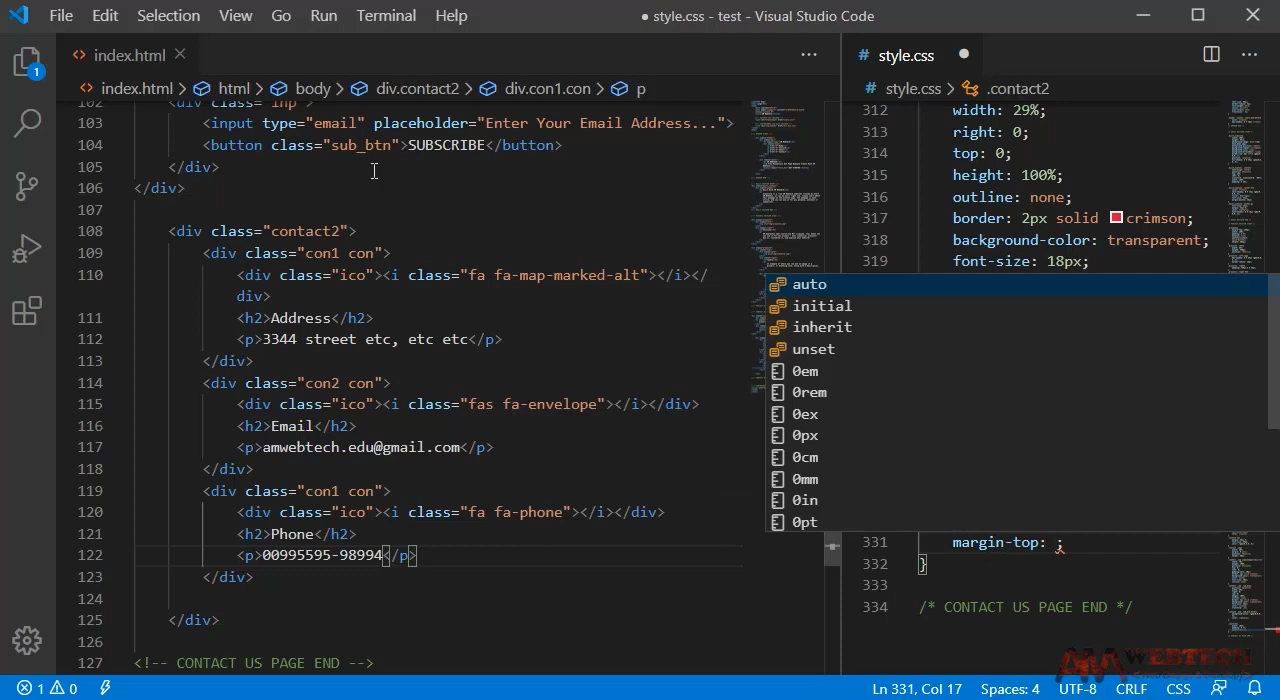 File Edit Selection View Go Run Terminal Help
● style.css - test - Visual Studio Code
index.html
style.css
index.html > html > body > div.contact2 > div.con1.con > p
style.css > .contact2
1
102 <div class="inp">
103 <input type="email" placeholder="Enter Your Email Address...">
104 <button class="sub_btn">SUBSCRIBE</button>
105 </div>
106 </div>
107
108 <div class="contact2">
109 <div class="con1 con">
110 <div class="ico"><i class="fa fa-map-marked-alt"></i></
div>
111 <h2>Address</h2>
112 <p>3344 street etc, etc etc</p>
113 </div>
114 <div class="con2 con">
115 <div class="ico"><i class="fas fa-envelope"></i></div>
116 <h2>Email</h2>
117 <p>amwebtech.edu@gmail.com</p>
118 </div>
119 <div class="con1 con">
120 <div class="ico"><i class="fa fa-phone"></i></div>
121 <h2>Phone</h2>
122 <p>00995595-98994</p>
123 </div>
124
125 </div>
126
127 <!-- CONTACT US PAGE END -->
312 width: 29%;
313 right: 0;
314 top: 0;
315 height: 100%;
316 outline: none;
317 border: 2px solid crimson;
318 background-color: transparent;
319 font-size: 18px;
auto
initial
inherit
unset
0em
0rem
0ex
0px
0cm
0mm
0in
0pt
331 margin-top: ;
332 }
333
334 /* CONTACT US PAGE END */
AM WEBTECH
1 0
Ln 331, Col 17 Spaces: 4 UTF-8 CRLF CSS